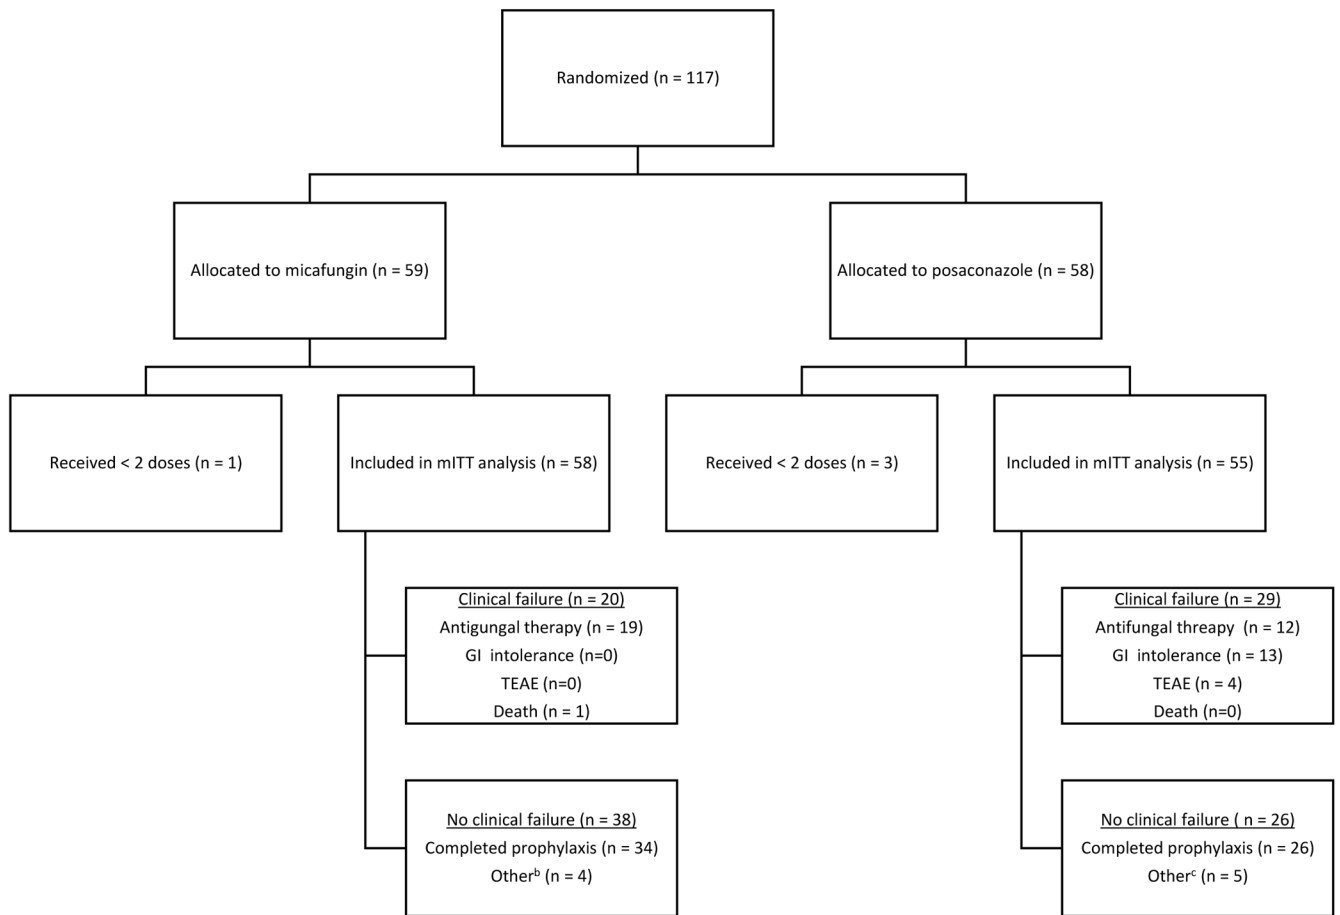 Randomized (n = 117)
Allocated to micafungin (n = 59)
Allocated to posaconazole (n = 58)
Received < 2 doses (n = 1)
Included in mITT analysis (n = 58)
Received < 2 doses (n = 3)
Included in mITT analysis (n = 55)
Clinical failure (n = 20)
Antigungal therapy (n = 19)
GI intolerance (n=0)
TEAE (n=0)
Death (n = 1)
Clinical failure (n = 29)
Antifungal threapy (n = 12)
GI intolerance (n = 13)
TEAE (n = 4)
Death (n=0)
No clinical failure (n = 38)
Completed prophylaxis (n = 34)
Otherᵇ (n = 4)
No clinical failure ( n = 26)
Completed prophylaxis (n = 26)
Otherᶜ (n = 5)